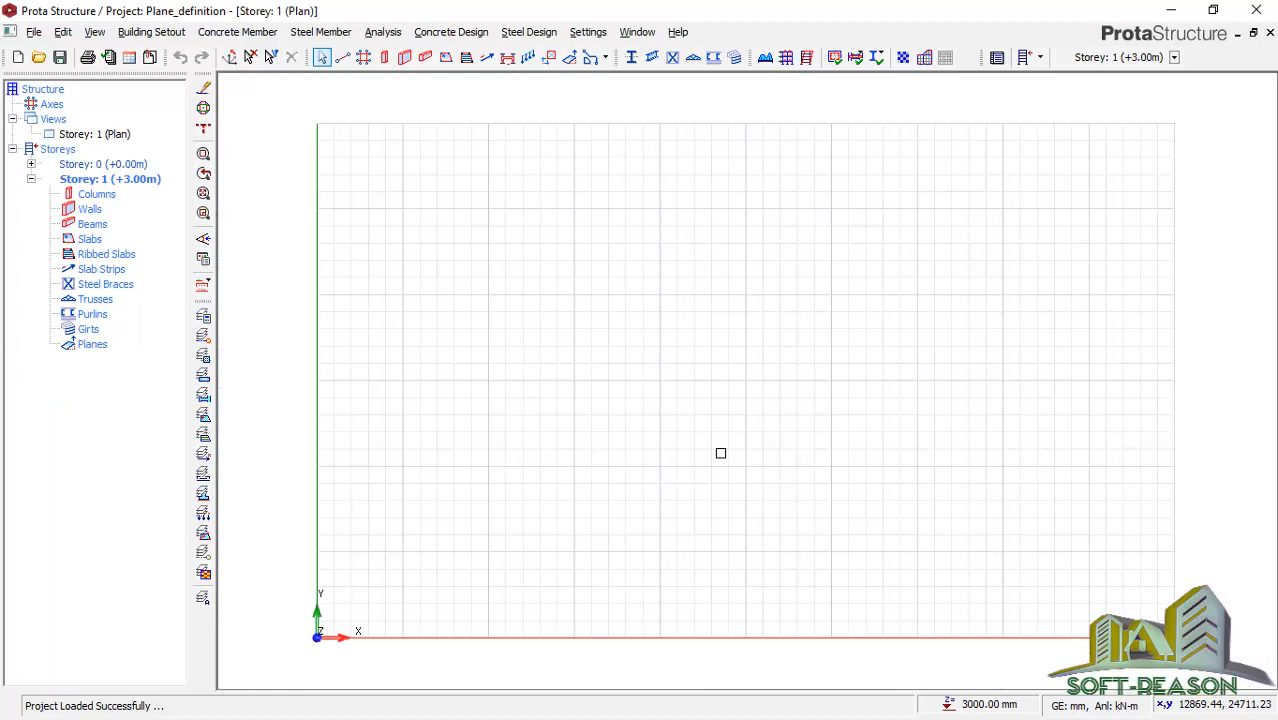 Prota Structure / Project: Plane_definition - [Storey: 1 (Plan)]
File Edit View Building Setout Concrete Member Steel Member Analysis Concrete Design Steel Design Settings Window Help
ProtaStructure
Storey: 1 (+3.00m)
Structure
Axes
Views
Storey: 1 (Plan)
Storeys
Storey: 0 (+0.00m)
Storey: 1 (+3.00m)
Columns
Walls
Beams
Slabs
Ribbed Slabs
Slab Strips
Steel Braces
Trusses
Purlins
Girts
Planes
Y
Z
X
SOFT-REASON
Project Loaded Successfully ...
Z= 3000.00 mm
GE: mm, Anl: kN-m
x,y 12869.44, 24711.23